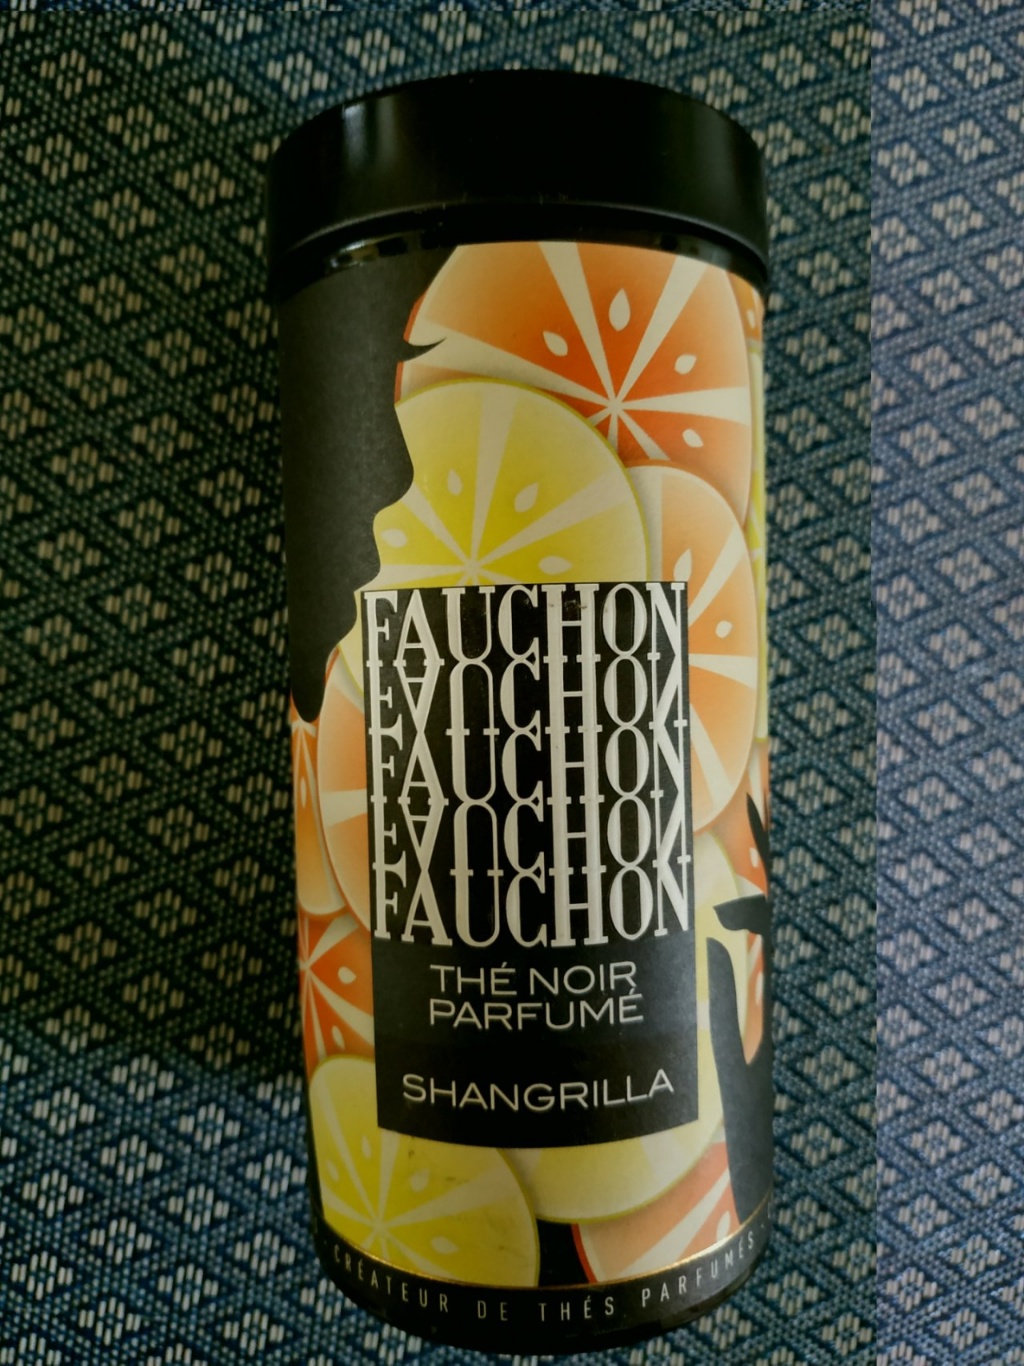 FAUCHON
FAUCHON
FAUCHON
FAUCHON
FAUCHON
THÉ NOIR
PARFUMÉ
SHANGRILLA
CRÉATEUR DE THÉS PARFUMÉS